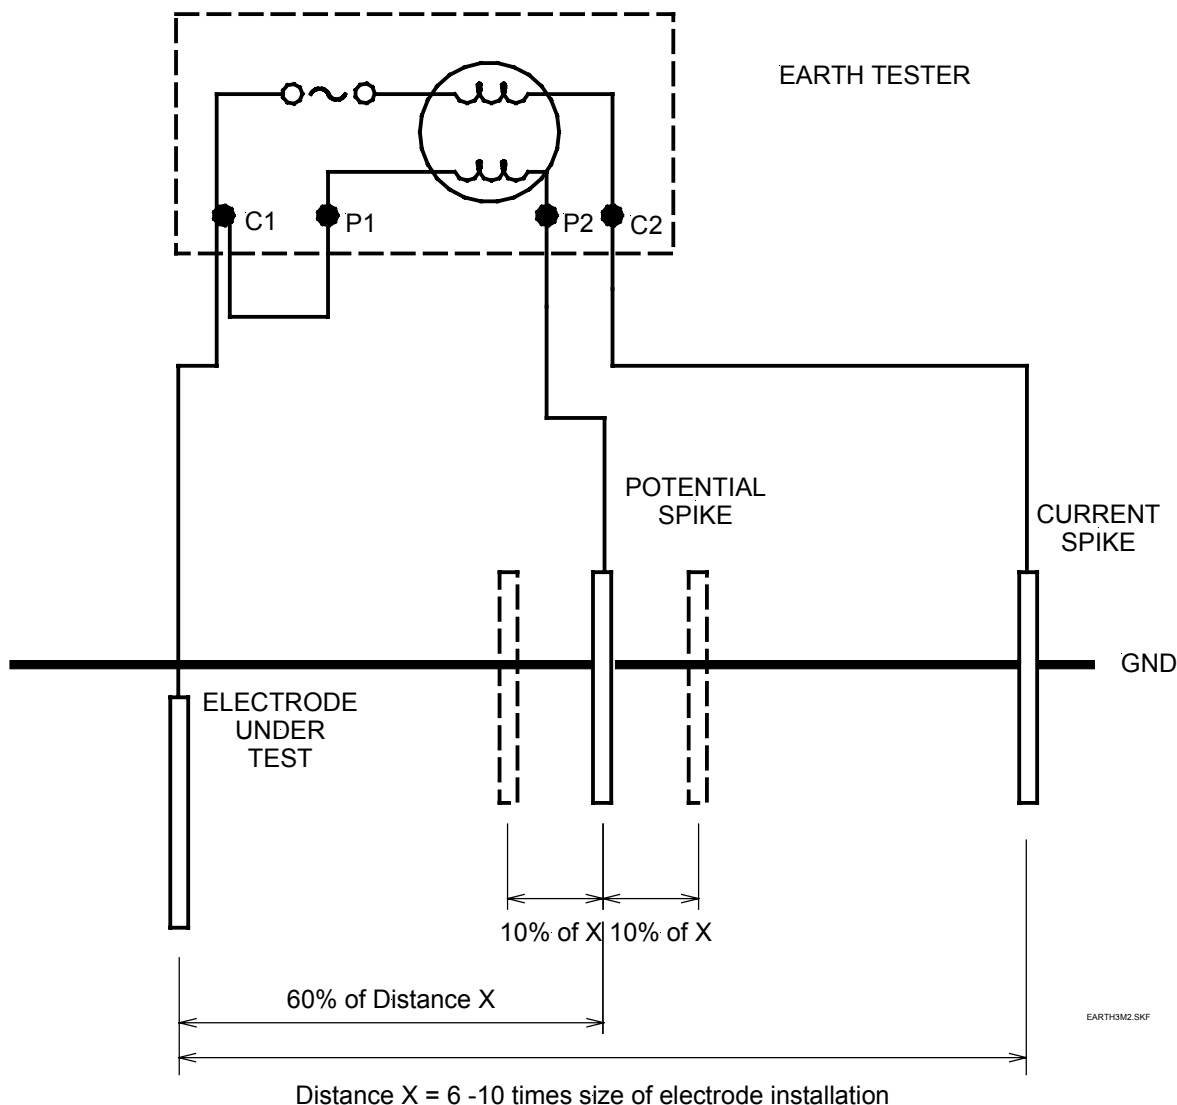 EARTH TESTER
C1
P1
P2
C2
POTENTIAL
SPIKE
CURRENT
SPIKE
GND
ELECTRODE
UNDER
TEST
10% of X
10% of X
60% of Distance X
EARTH3M2.SKF
Distance X = 6 -10 times size of electrode installation